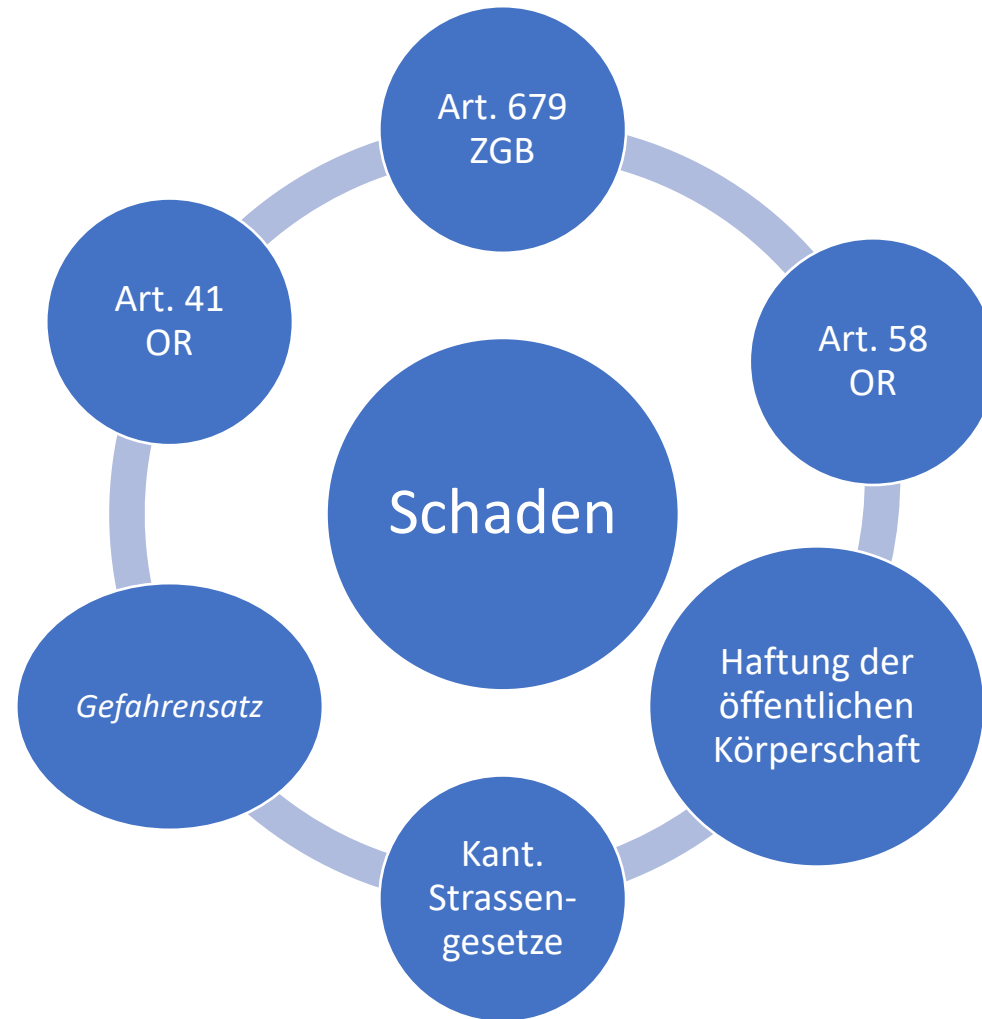 Art. 679
ZGB
Art. 41
OR
Art. 58
OR
Schaden
Gefahrensatz
Haftung der
öffentlichen
Körperschaft
Kant.
Strassen-
gesetze